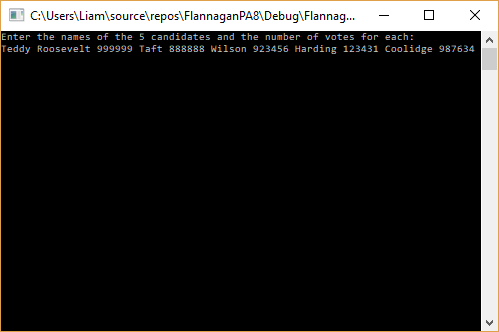 C:\Users\Liam\source\repos\FlannaganPA8\Debug\Flannag...
Enter the names of the 5 candidates and the number of votes for each:
Teddy Roosevelt 999999 Taft 888888 Wilson 923456 Harding 123431 Coolidge 987634